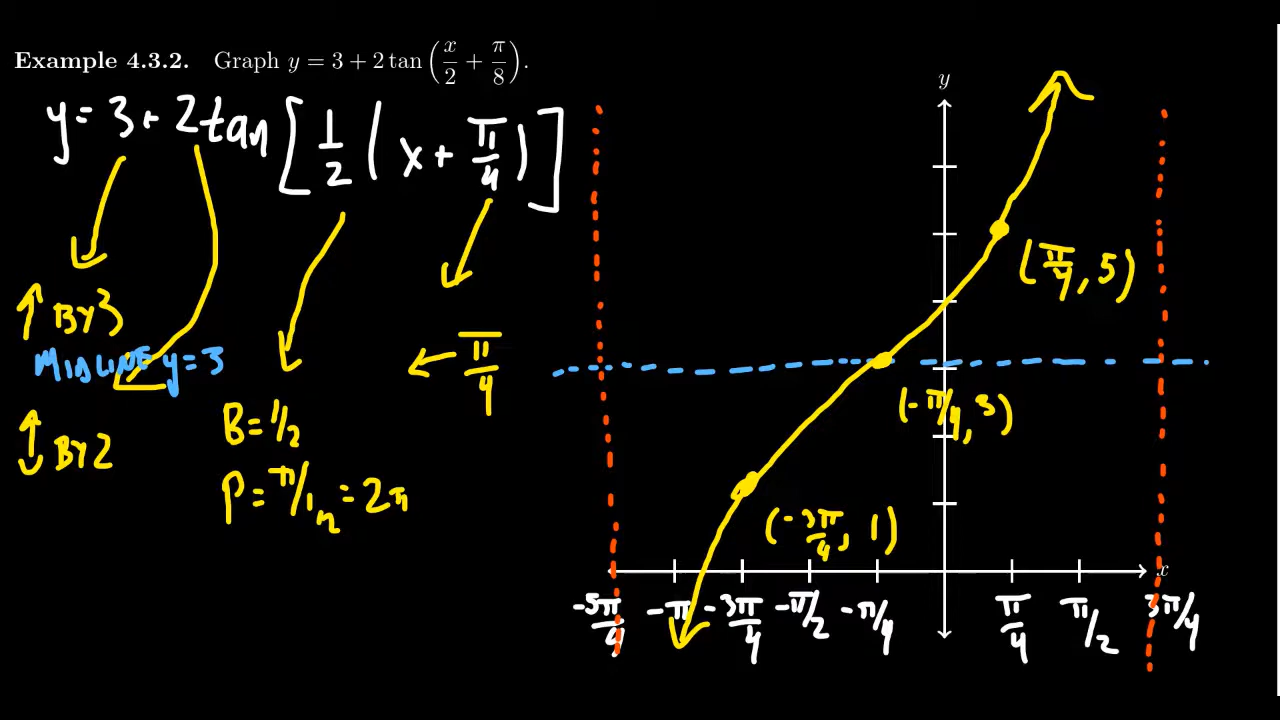 Example 4.3.2. Graph y = 3 + 2 tan (x/2 + π/8).
y = 3 + 2 tan [1/2 (x + π/4)]
↑ BY 3
MIDLINE y = 3
↕ BY 2
B = 1/2
P = π/1/2 = 2π
← π/4
y
(π/4, 5)
(-π/4, 3)
(-3π/4, 1)
x
-5π/4 -π -3π/4 -π/2 -π/4 π/4 π/2 3π/4